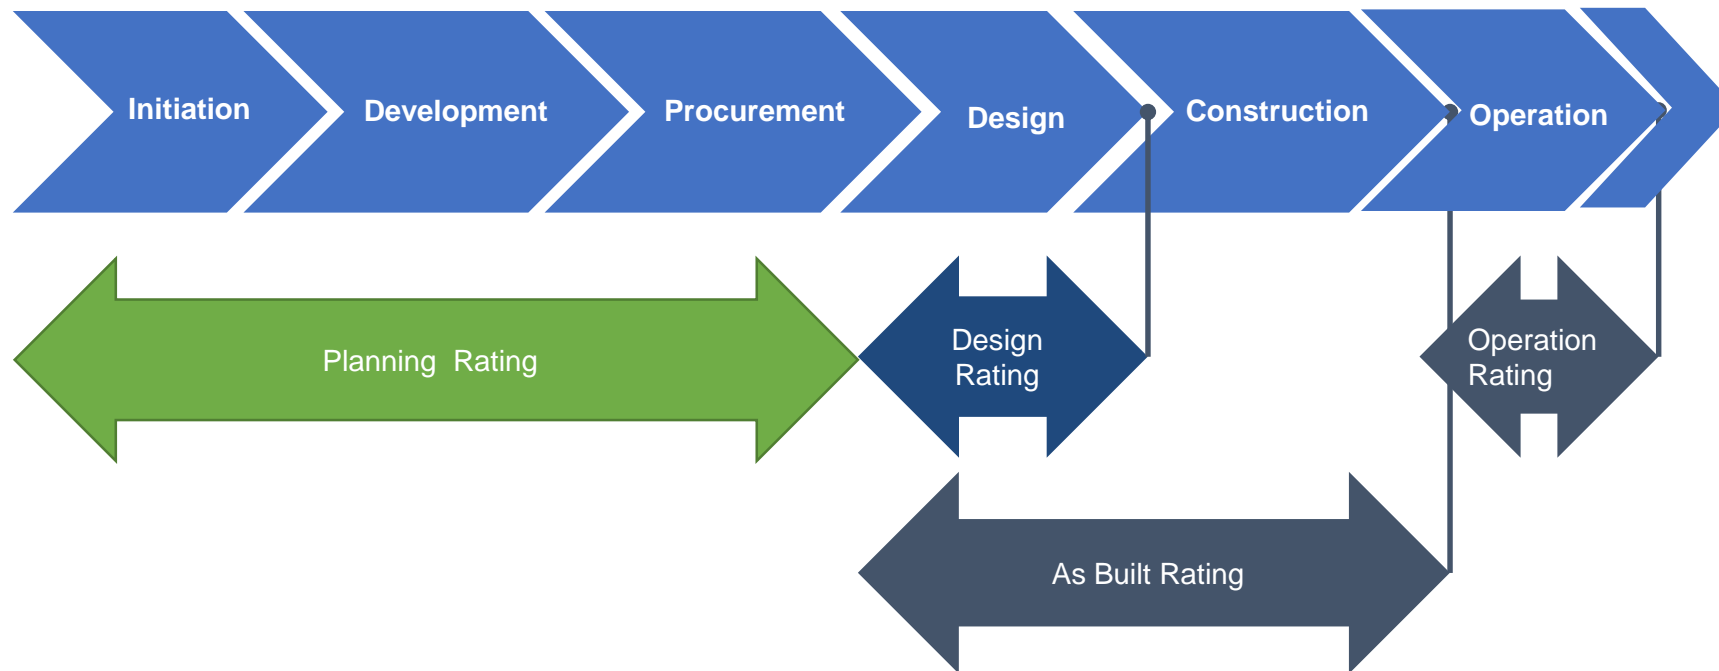 Initiation
Development
Procurement
Design
Construction
Operation
Planning  Rating
Design
Rating
Operation
Rating
As Built Rating